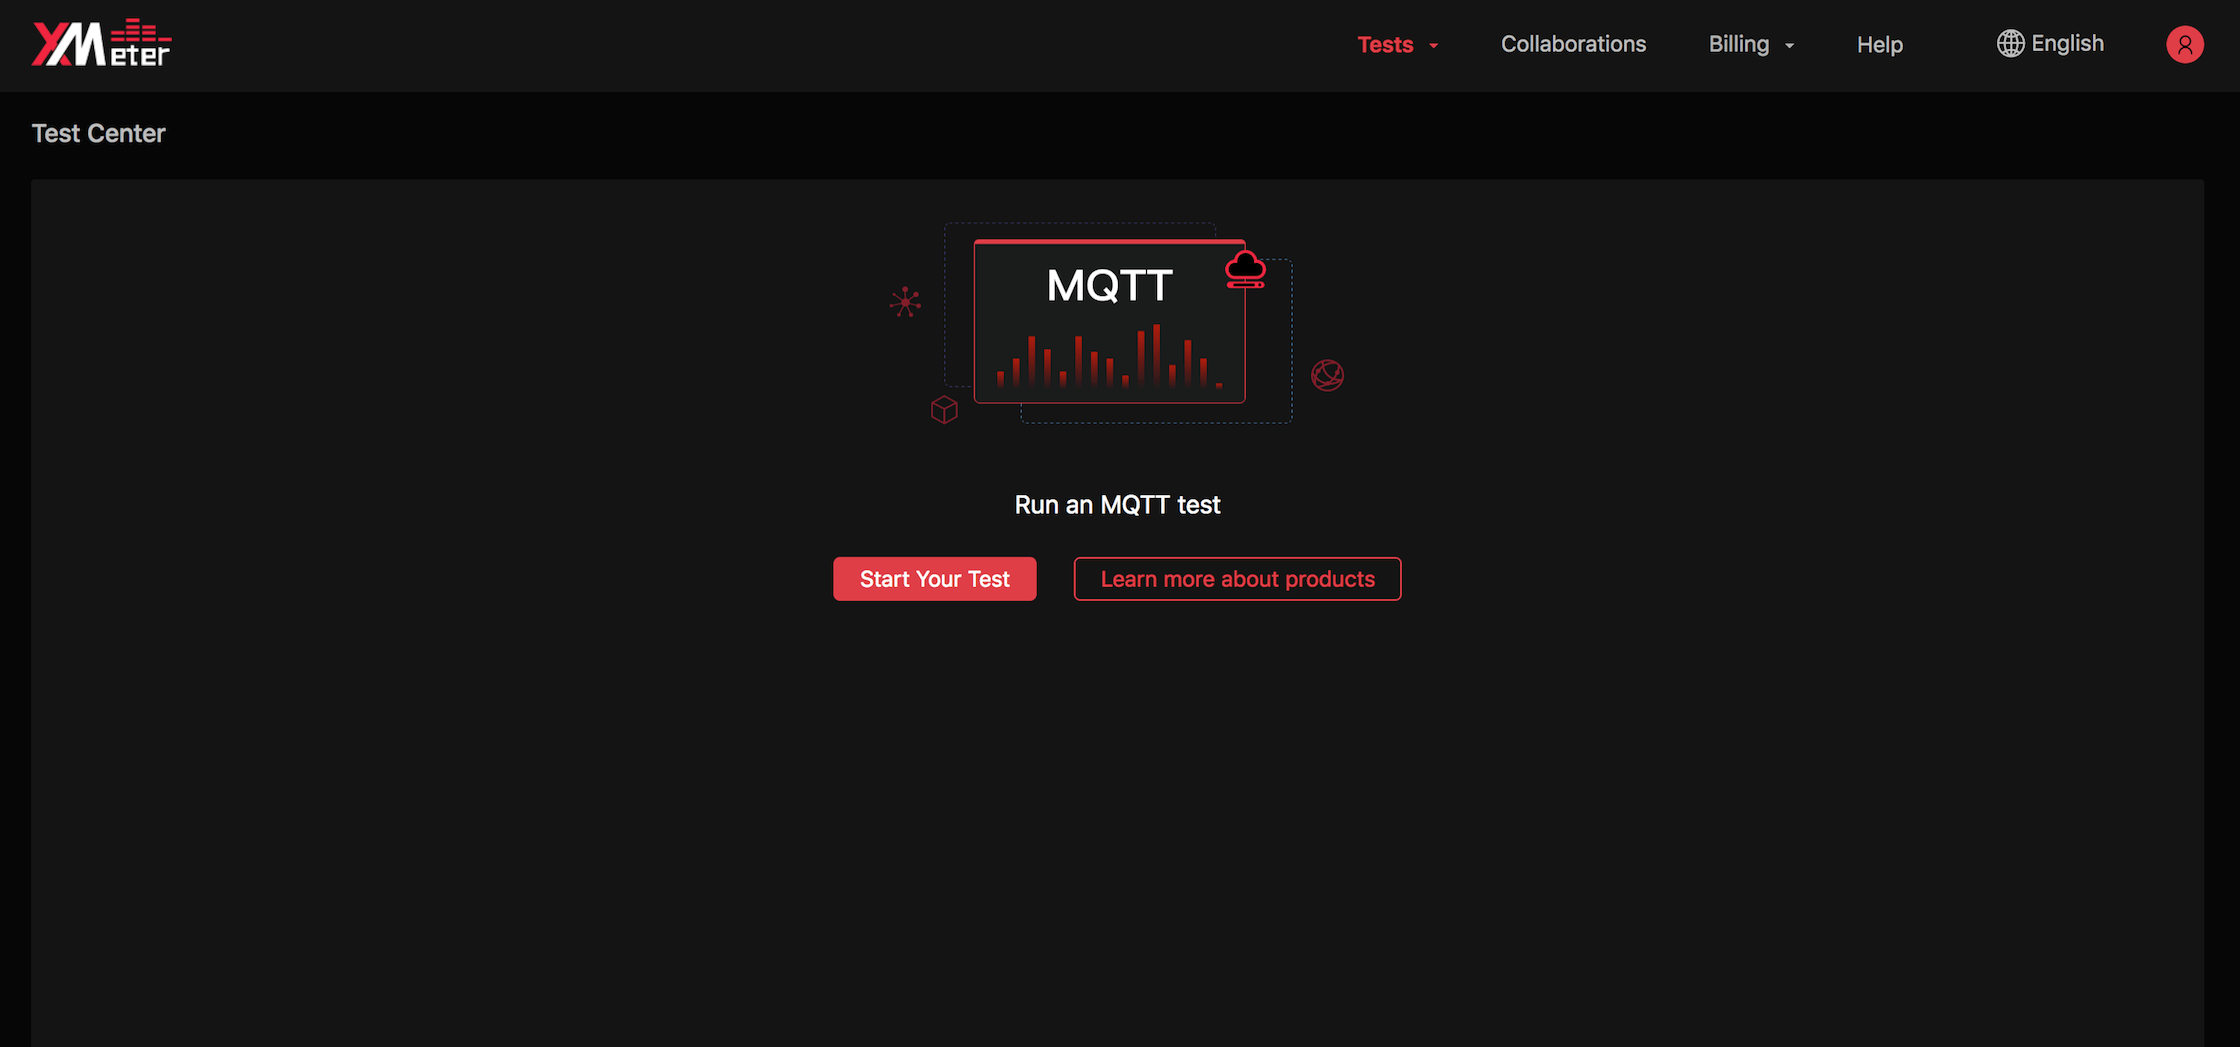 XMeter
Tests
Collaborations
Billing
Help
English
Test Center
MQTT
Run an MQTT test
Start Your Test
Learn more about products